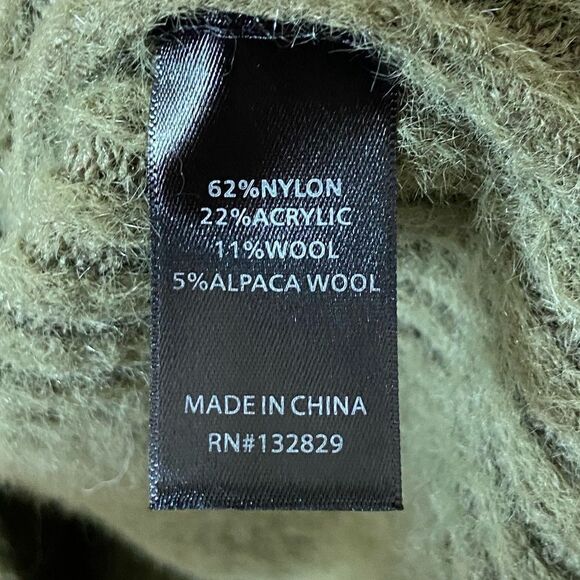 62%NYLON
22%ACRYLIC
11%WOOL
5%ALPACA WOOL
MADE IN CHINA
RN#132829